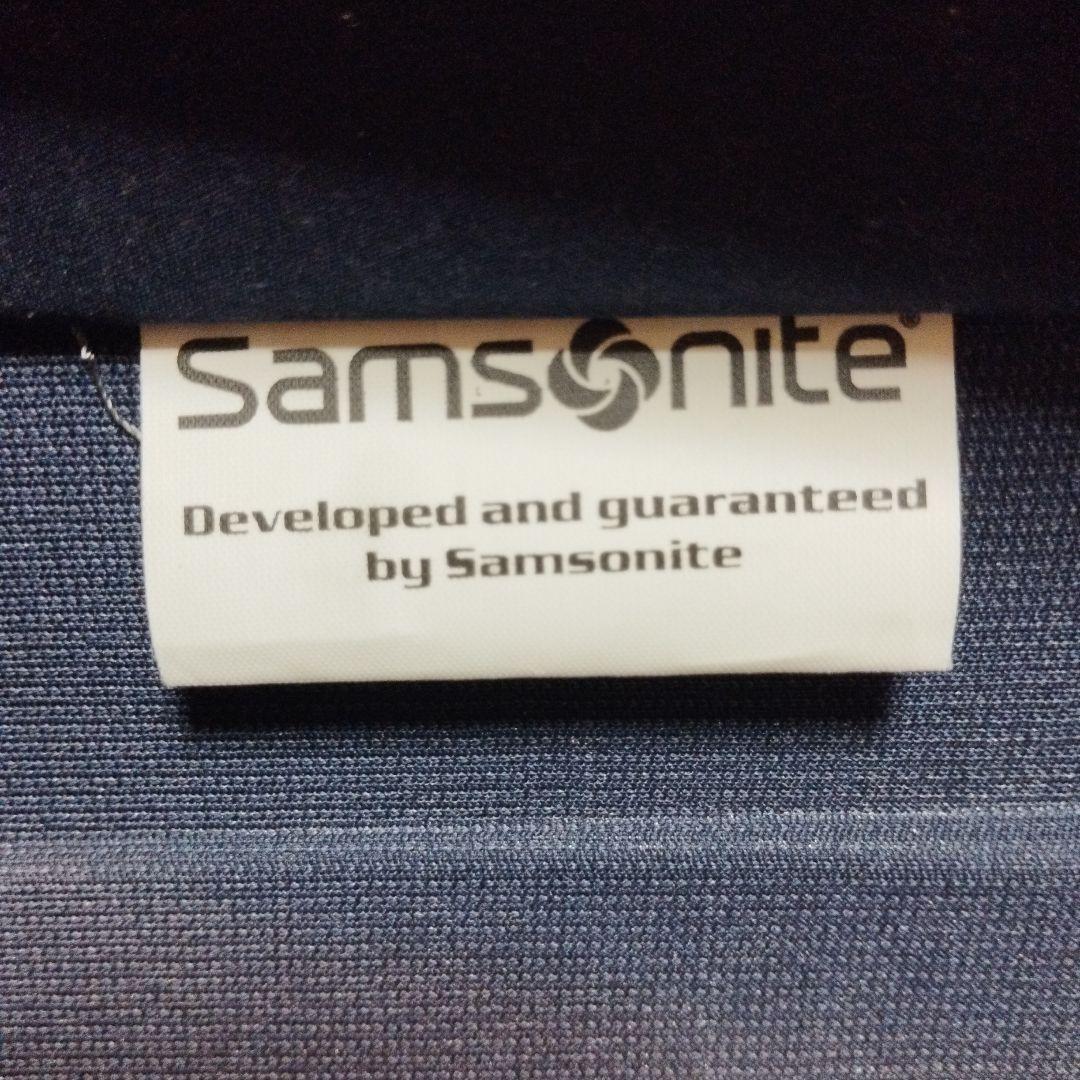 Samsonite®
Developed and guaranteed
by Samsonite